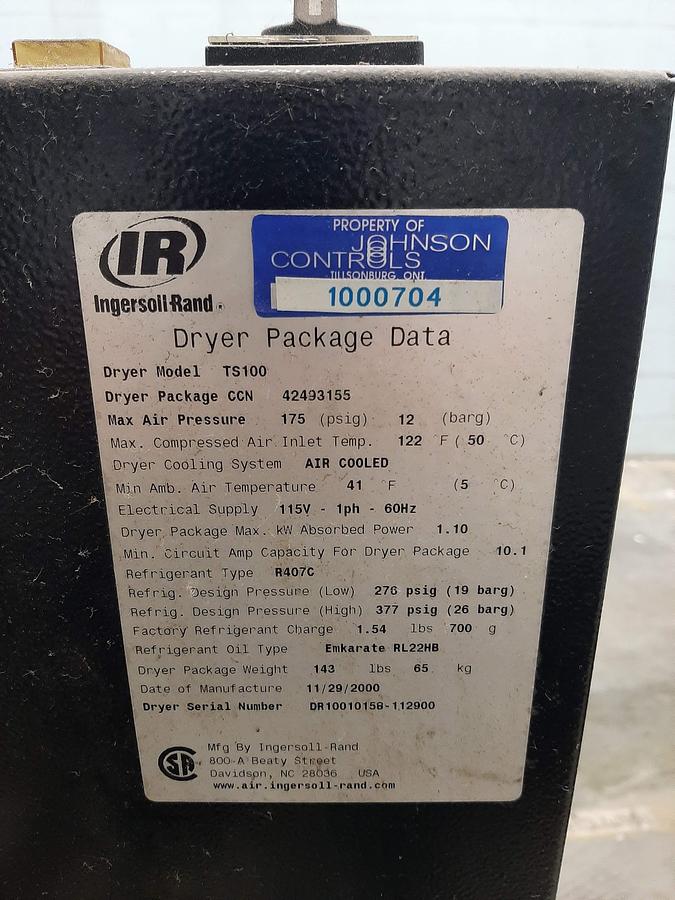 IR
Ingersoll-Rand®
PROPERTY OF
JOHNSON
CONTROLS
TILLSONBURG, ONT.
1000704
Dryer Package Data
Dryer Model TS100
Dryer Package CCN 42493155
Max Air Pressure 175 (psig) 12 (barg)
Max. Compressed Air Inlet Temp. 122 °F ( 50 °C)
Dryer Cooling System AIR COOLED
Min Amb. Air Temperature 41 °F (5 °C)
Electrical Supply 115V - 1ph - 60Hz
Dryer Package Max. kW Absorbed Power 1.10
Min. Circuit Amp Capacity For Dryer Package 10.1
Refrigerant Type R407C
Refrig. Design Pressure (Low) 276 psig (19 barg)
Refrig. Design Pressure (High) 377 psig (26 barg)
Factory Refrigerant Charge 1.54 lbs 700 g
Refrigerant Oil Type Emkarate RL22HB
Dryer Package Weight 143 lbs 65 kg
Date of Manufacture 11/29/2000
Dryer Serial Number DR10010158-112900
SA
Mfg By Ingersoll-Rand
800-A Beaty Street
Davidson, NC 28036 USA
www.air.ingersoll-rand.com